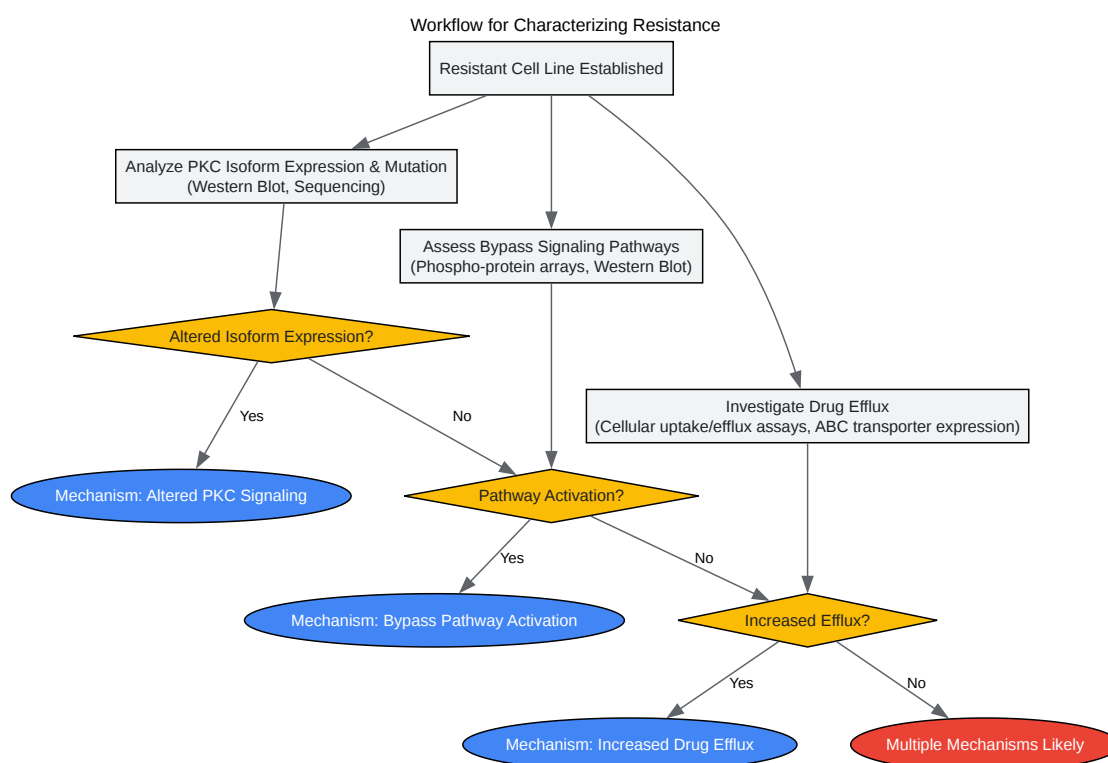 Workflow for Characterizing Resistance
Resistant Cell Line Established
Analyze PKC Isoform Expression & Mutation
(Western Blot, Sequencing)
Assess Bypass Signaling Pathways
(Phospho-protein arrays, Western Blot)
Altered Isoform Expression?
Investigate Drug Efflux
(Cellular uptake/efflux assays, ABC transporter expression)
Yes
No
Mechanism: Altered PKC Signaling
Pathway Activation?
Yes
No
Mechanism: Bypass Pathway Activation
Increased Efflux?
Yes
No
Mechanism: Increased Drug Efflux
Multiple Mechanisms Likely